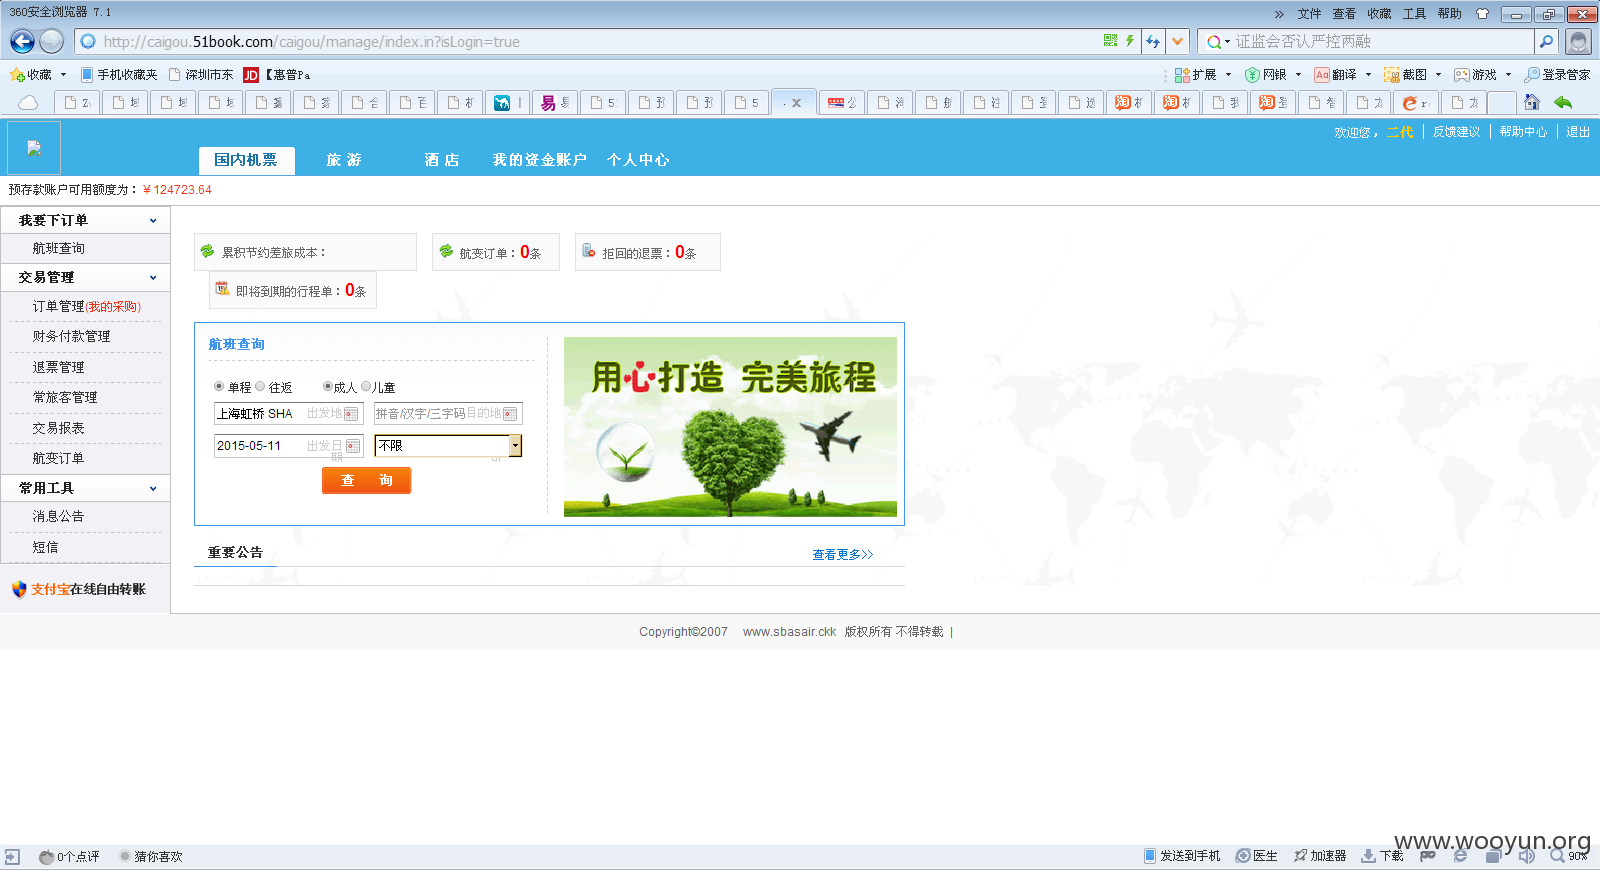 360安全浏览器 7.1
» 文件 查看 收藏 工具 帮助
http://caigou.51book.com/caigou/manage/index.in?isLogin=true
证监会否认严控两融
收藏 手机收藏夹 深圳市东 JD 【惠普Pa
扩展 网银 翻译 截图 游戏 登录管家
欢迎您， 二代 | 反馈建议 | 帮助中心 | 退出
国内机票 旅 游 酒 店 我的资金账户 个人中心
预存款账户可用额度为：￥124723.64
我要下订单
航班查询
交易管理
订单管理(我的采购)
财务付款管理
退票管理
常旅客管理
交易报表
航变订单
常用工具
消息公告
短信
支付宝在线自由转账
累积节约差旅成本：
航变订单：0条
拒回的退票：0条
即将到期的行程单：0条
航班查询
单程 往返 成人 儿童
上海虹桥 SHA 出发地
拼音/汉字/三字码目的地
2015-05-11 出发日期
不限
查 询
用心打造 完美旅程
重要公告
查看更多>>
Copyright©2007 www.sbasair.ckk 版权所有 不得转载 |
www.wooyun.org
0个点评 猜你喜欢
发送到手机 医生 加速器 下载 90%